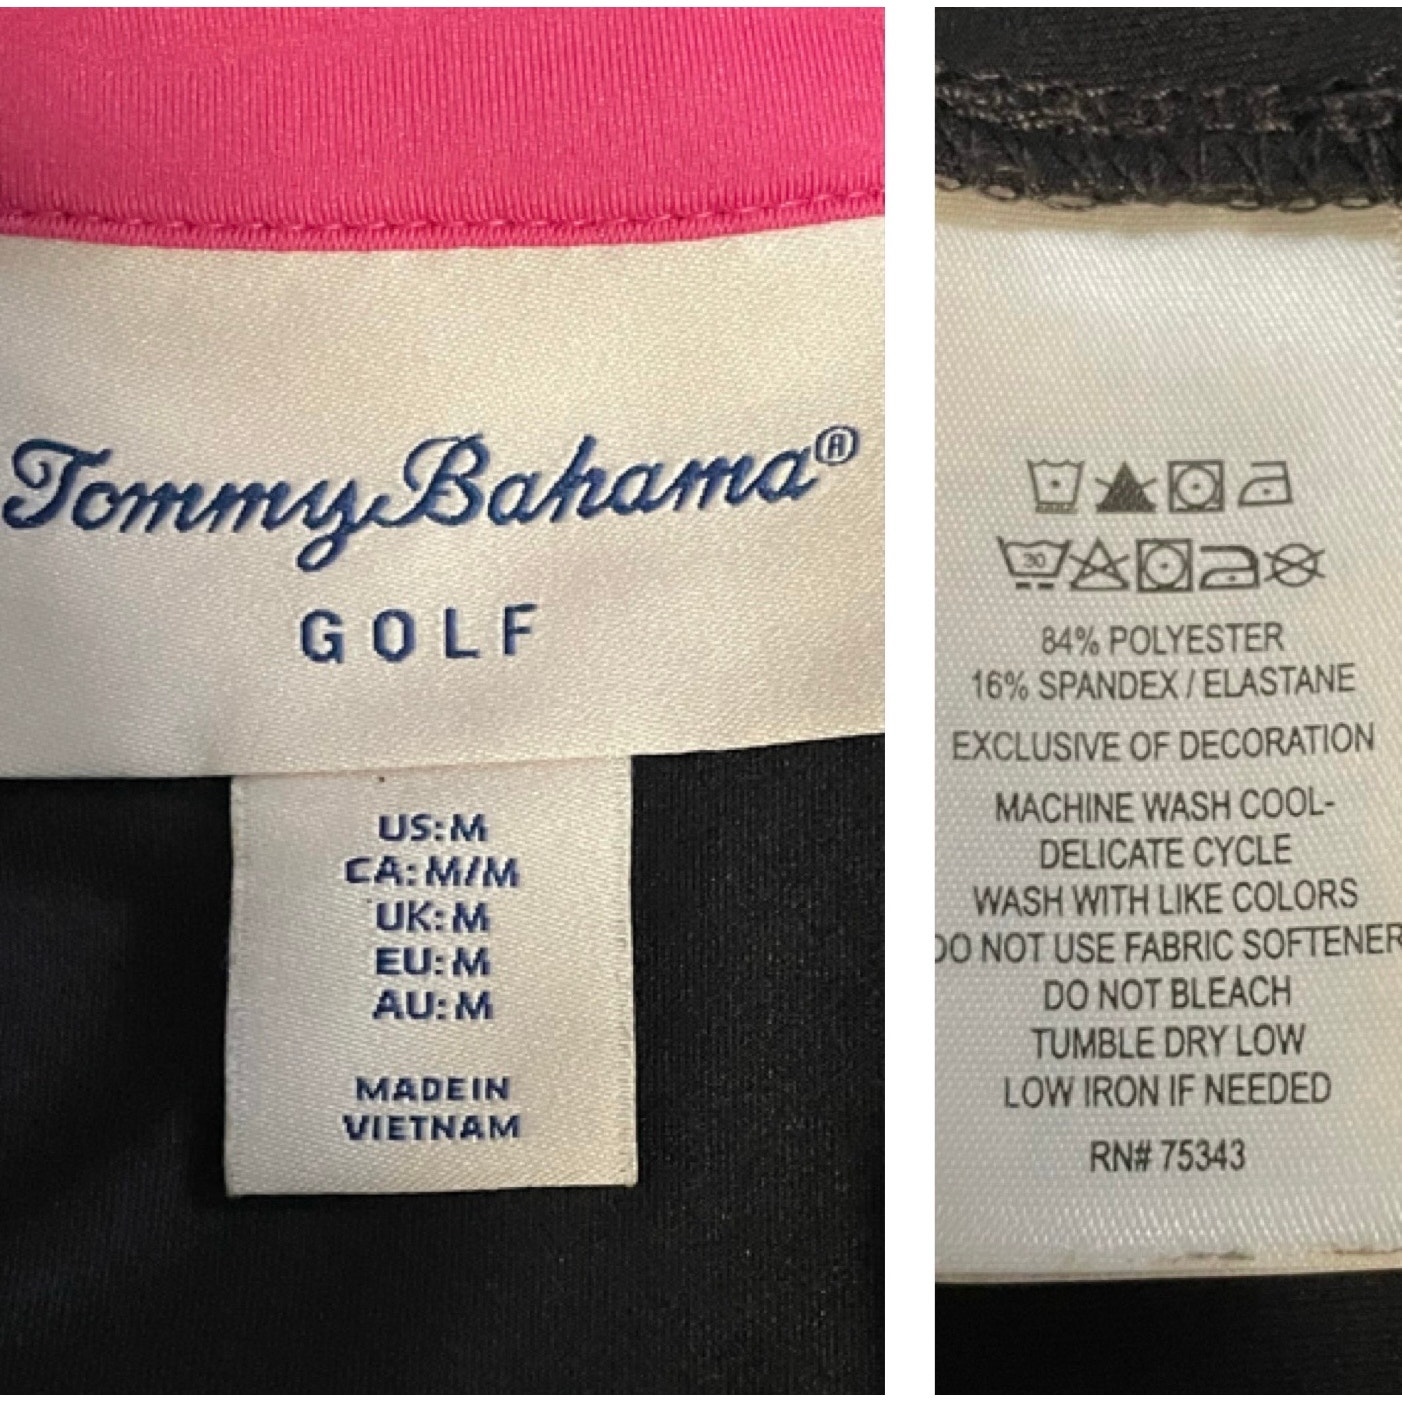 Tommy Bahama®
GOLF
US:M
CA:M/M
UK:M
EU:M
AU:M
MADE IN
VIETNAM
30
84% POLYESTER
16% SPANDEX / ELASTANE
EXCLUSIVE OF DECORATION
MACHINE WASH COOL-
DELICATE CYCLE
WASH WITH LIKE COLORS
DO NOT USE FABRIC SOFTENER
DO NOT BLEACH
TUMBLE DRY LOW
LOW IRON IF NEEDED
RN# 75343